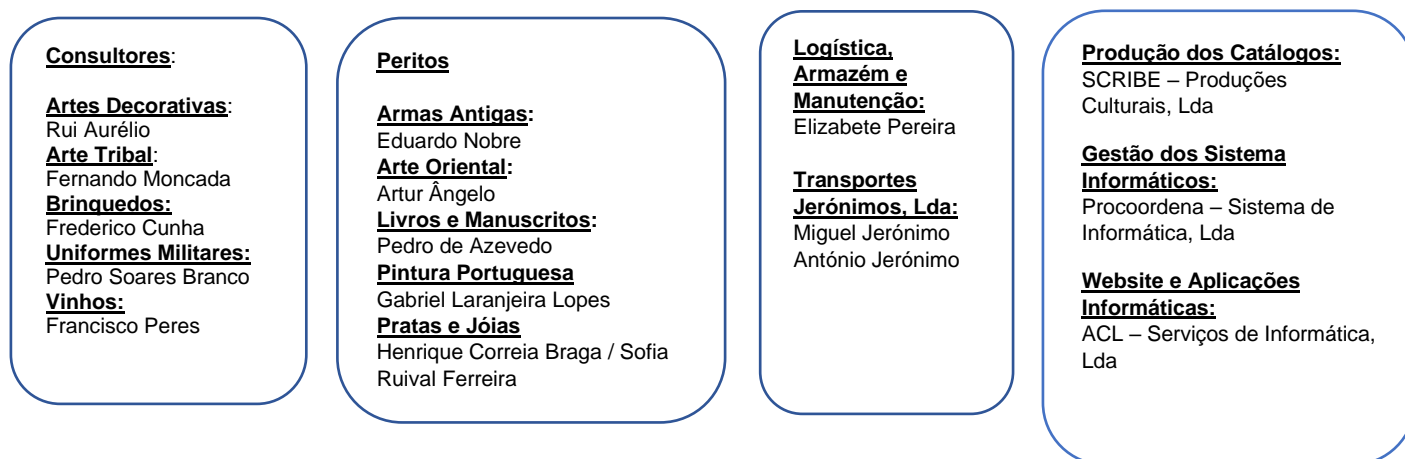 Consultores:
Artes Decorativas:
Rui Aurélio
Arte Tribal:
Fernando Moncada
Brinquedos:
Frederico Cunha
Uniformes Militares:
Pedro Soares Branco
Vinhos:
Francisco Peres
Peritos
Armas Antigas:
Eduardo Nobre
Arte Oriental:
Artur Ângelo
Livros e Manuscritos:
Pedro de Azevedo
Pintura Portuguesa
Gabriel Laranjeira Lopes
Pratas e Jóias
Henrique Correia Braga / Sofia
Ruival Ferreira
Logística,
Armazém e
Manutenção:
Elizabete Pereira
Transportes
Jerónimos, Lda:
Miguel Jerónimo
António Jerónimo
Produção dos Catálogos:
SCRIBE – Produções
Culturais, Lda
Gestão dos Sistema
Informáticos:
Procoordena – Sistema de
Informática, Lda
Website e Aplicações
Informáticas:
ACL – Serviços de Informática,
Lda